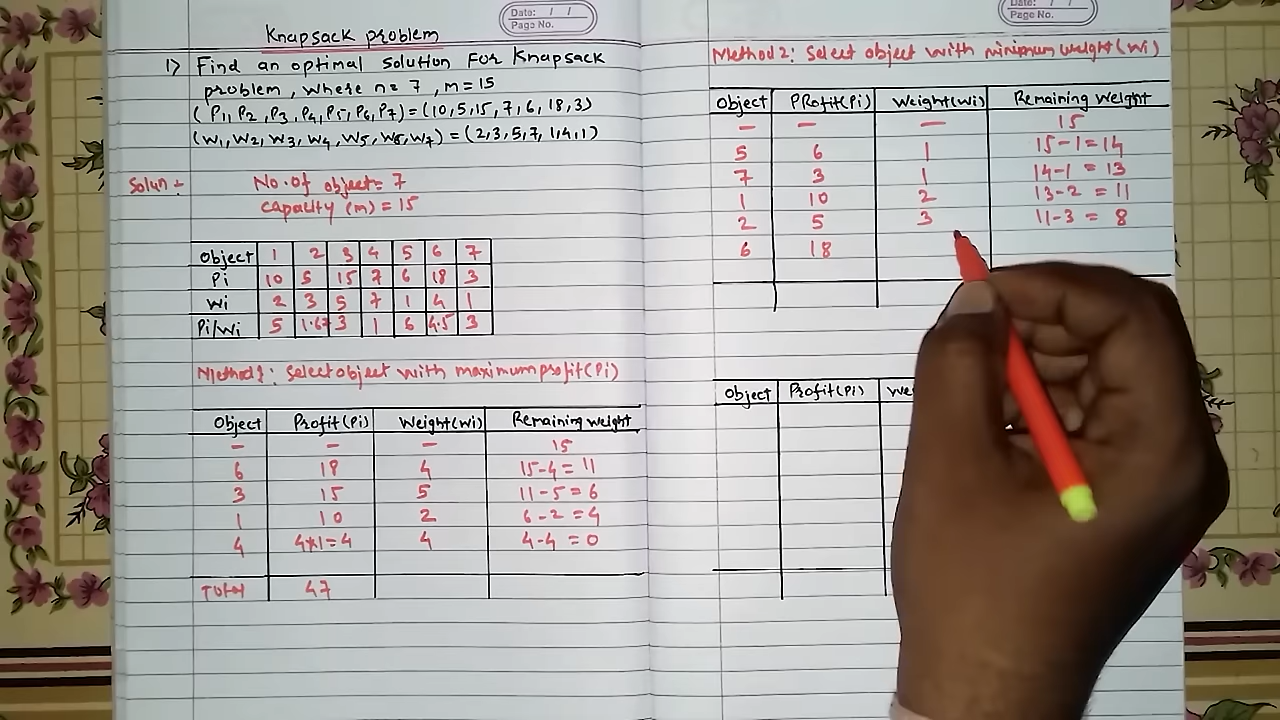 Date: / /
Page No.
Knapsack problem
1) Find an optimal solution For Knapsack
problem, where n= 7, m=15
(P1, P2, P3, P4, P5, P6, P7) = (10, 5, 15, 7, 6, 18, 3)
(W1, W2, W3, W4, W5, W6, W7) = (2, 3, 5, 7, 1, 4, 1)
Soln :-
No. of object = 7
capacity (m) = 15
Object 1 2 3 4 5 6 7
Pi 10 5 15 7 6 18 3
Wi 2 3 5 7 1 4 1
Pi/Wi 5 1.67 3 1 6 4.5 3
Method 1: Select object with maximum profit (Pi)
Object Profit(Pi) Weight(Wi) Remaining weight
- - - 15
6 18 4 15-4=11
3 15 5 11-5=6
1 10 2 6-2=4
4 4*1=4 4 4-4=0
Total 47
Date: / /
Page No.
Method 2: Select object with minimum weight (Wi)
Object PRofit(Pi) Weight(Wi) Remaining Weight
- - - 15
5 6 1 15-1=14
7 3 1 14-1=13
1 10 2 13-2=11
2 5 3 11-3=8
6 18
Object Profit(Pi) We